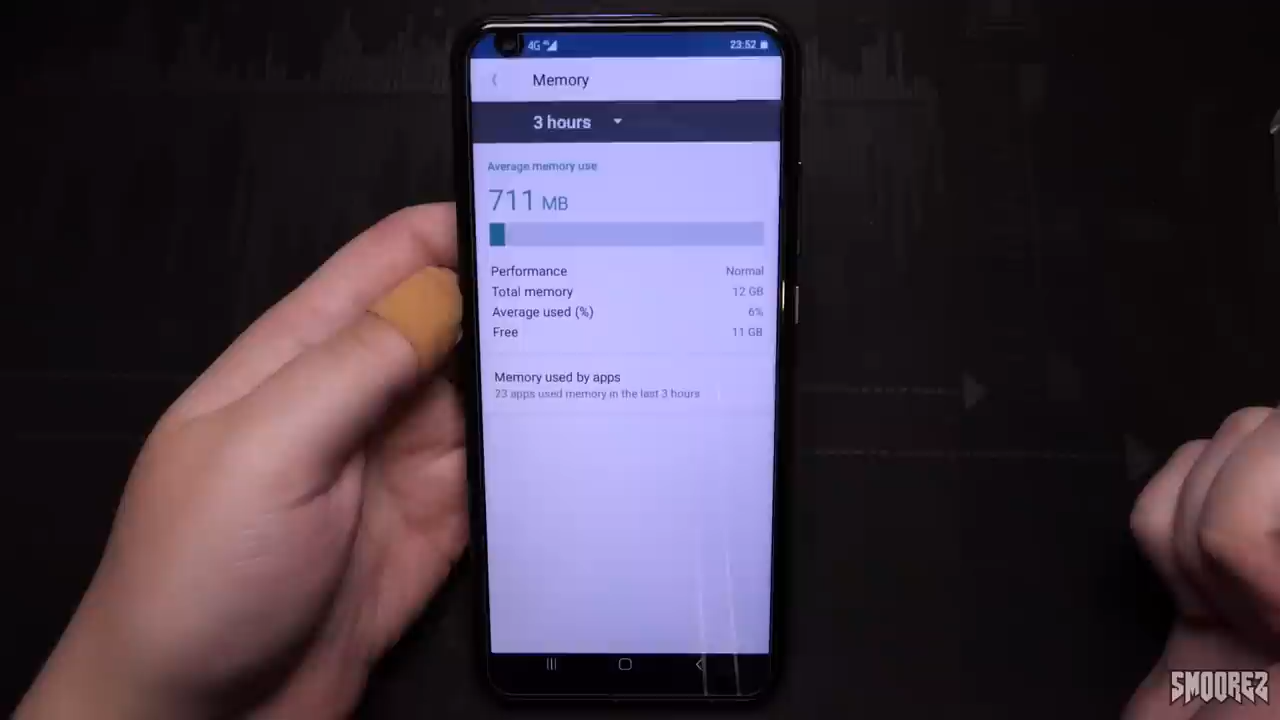 4G 23:52
Memory
3 hours
Average memory use
711 MB
Performance Normal
Total memory 12 GB
Average used (%) 6%
Free 11 GB
Memory used by apps
23 apps used memory in the last 3 hours
SMOOREZ